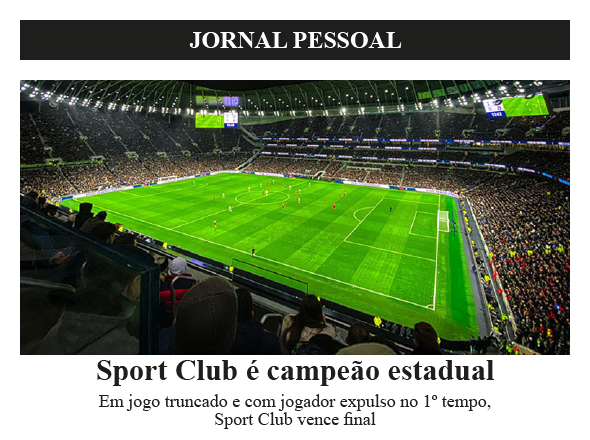 JORNAL PESSOAL
Sport Club é campeão estadual
Em jogo truncado e com jogador expulso no 1º tempo,
Sport Club vence final